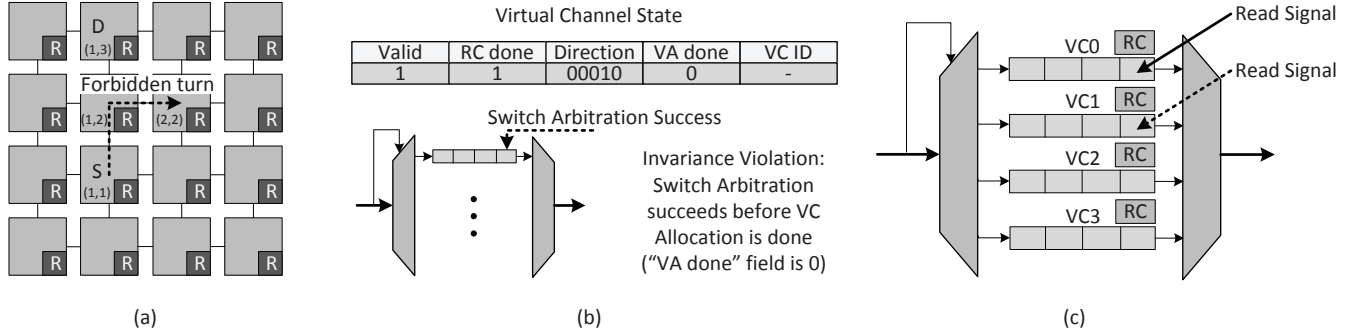 D
(1,3)
R R R R
Forbidden turn
(1,2) (2,2)
R R R R
S
(1,1)
R R R R
R R R R
(a)
Virtual Channel State
Valid RC done Direction VA done VC ID
1 1 00010 0 -
Switch Arbitration Success
Invariance Violation:
Switch Arbitration
succeeds before VC
Allocation is done
(“VA done” field is 0)
(b)
Read Signal
VC0 RC
Read Signal
VC1 RC
VC2 RC
VC3 RC
(c)